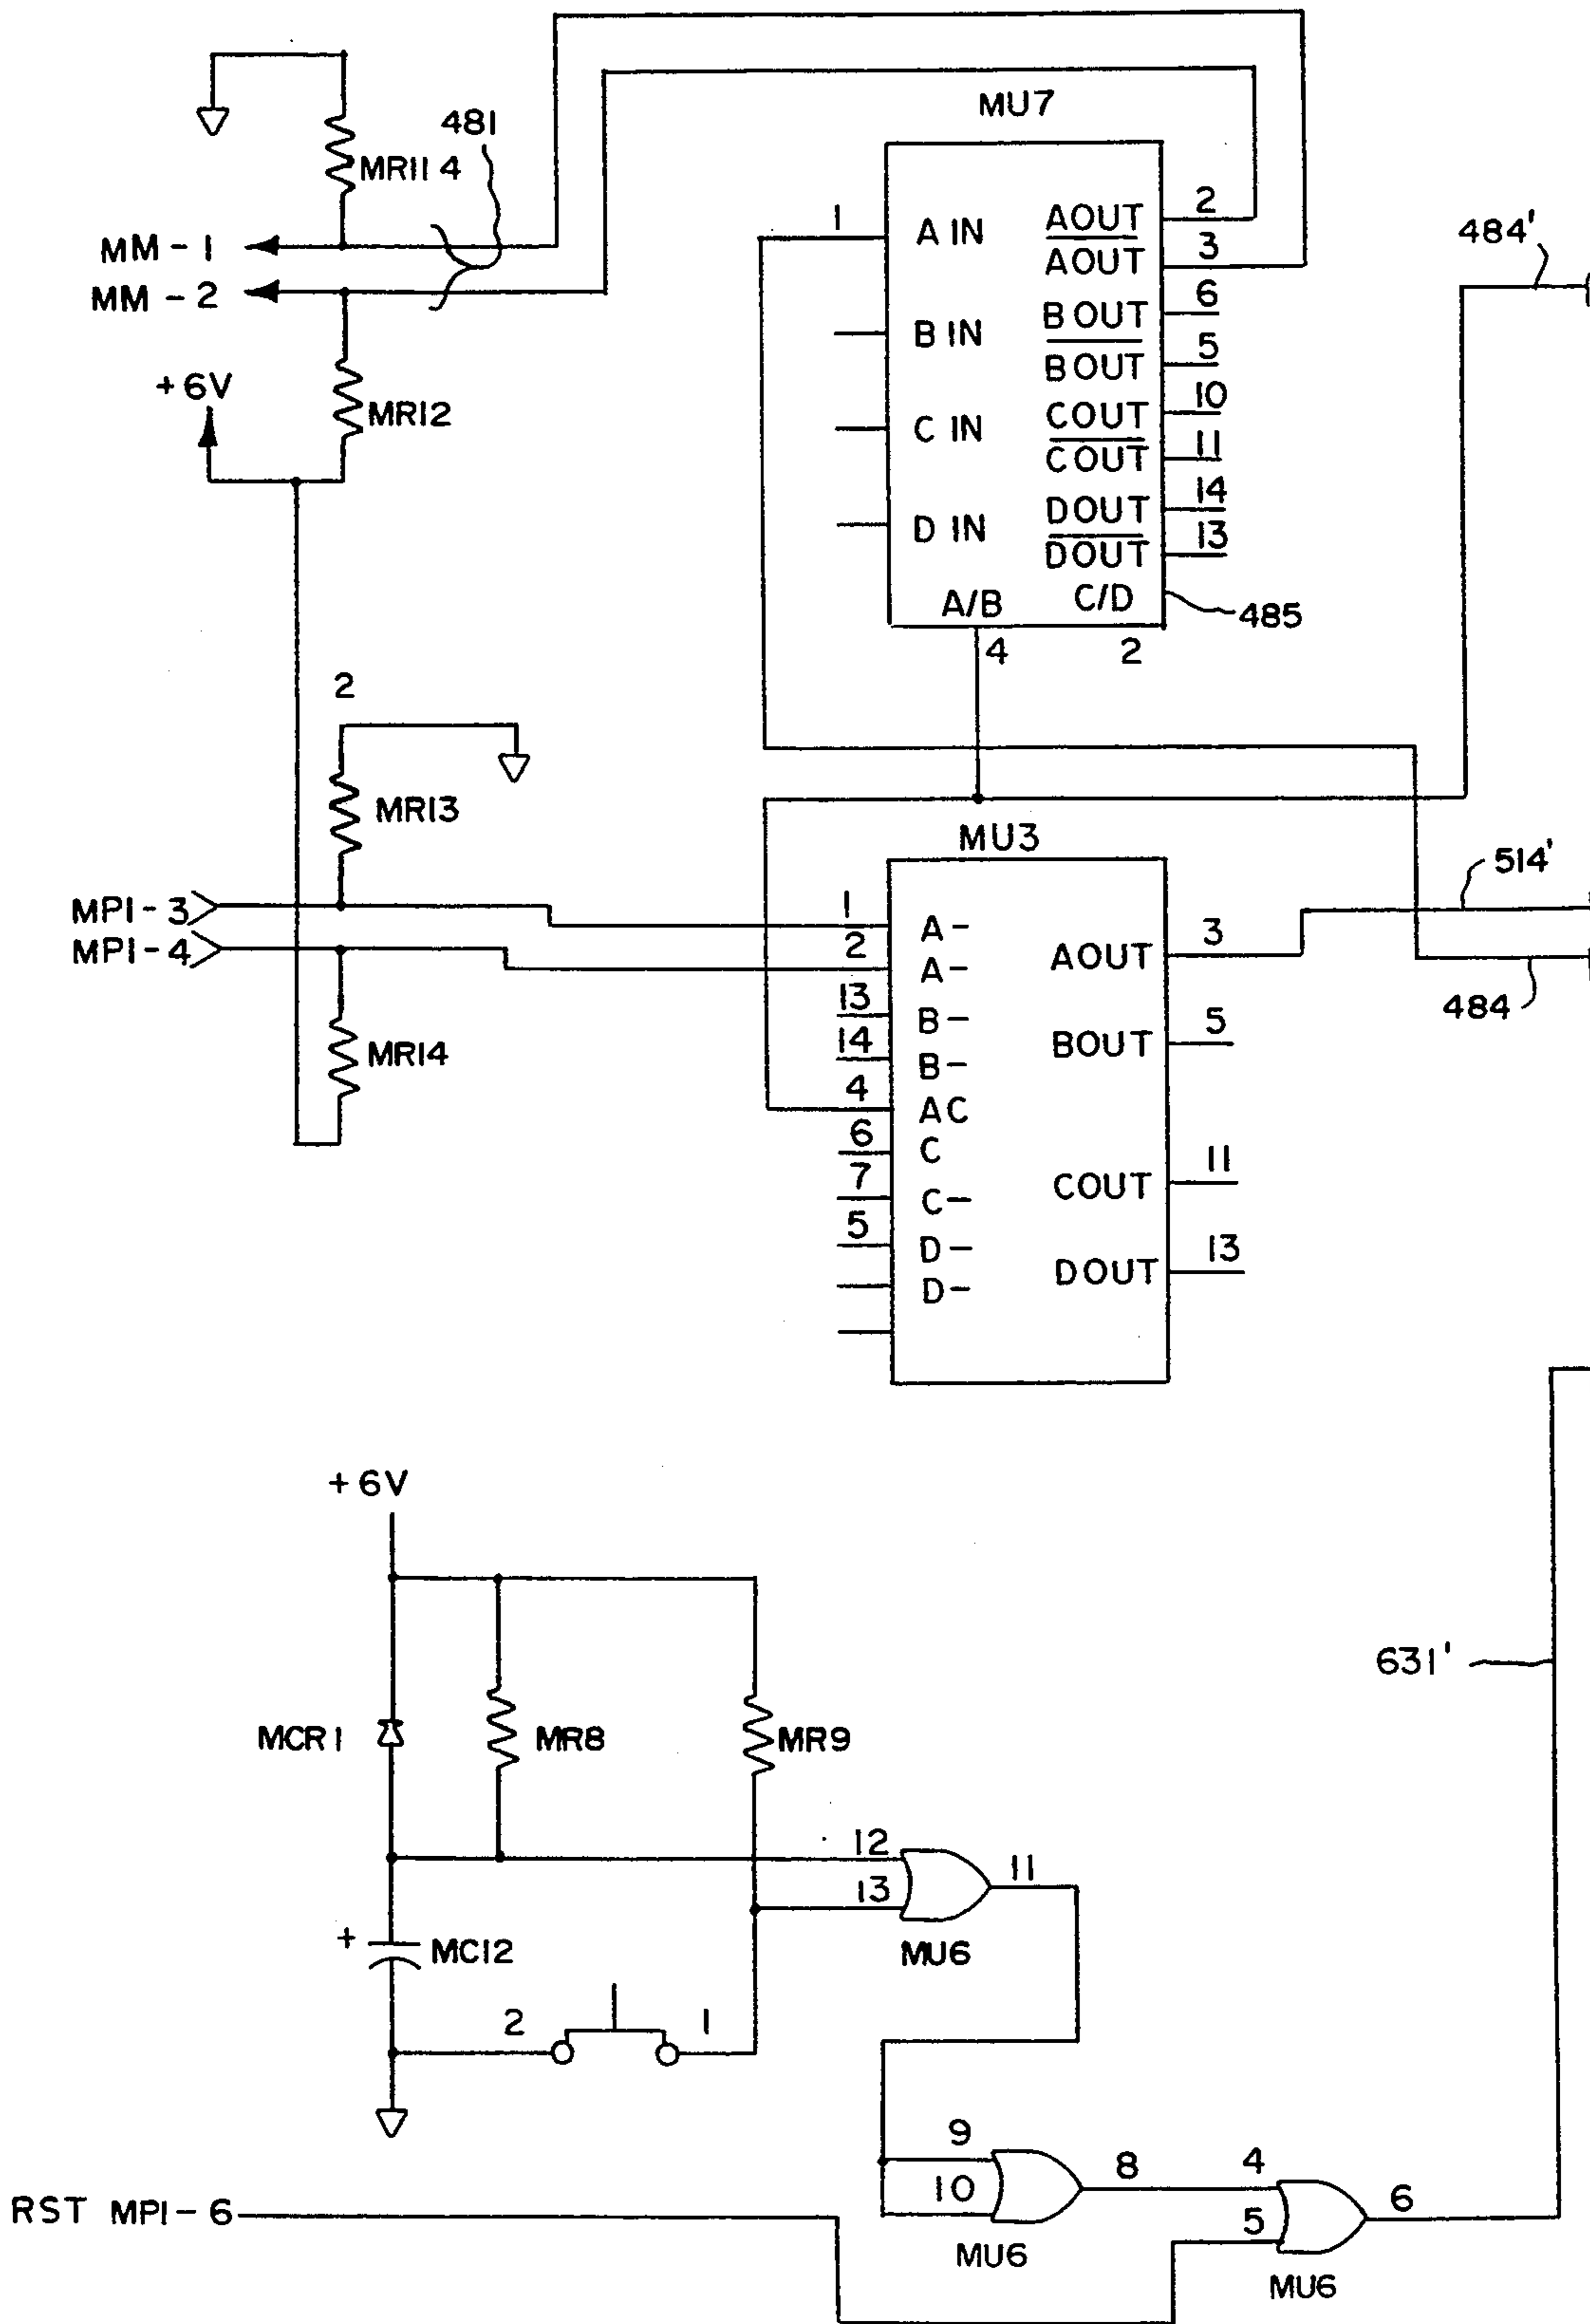 MU7
481
MR11 4
1
A IN
AOUT
2
484'
MM-1
AOUT
3
MM-2
BOUT
6
B IN
BOUT
5
+6V
MR12
COUT
10
C IN
COUT
11
DOUT
14
D IN
DOUT
13
A/B
C/D
485
4
2
2
MR13
MU3
514'
MP1-3
1
A-
3
MP1-4
2
A-
AOUT
13
B-
484
14
B-
BOUT
5
MR14
4
AC
6
C
7
C-
COUT
11
5
D-
D-
DOUT
13
+6V
631'
MCR1
MR8
MR9
12
11
13
+
MC12
MU6
2
1
9
8
4
10
6
RST MP1-6
5
MU6
MU6